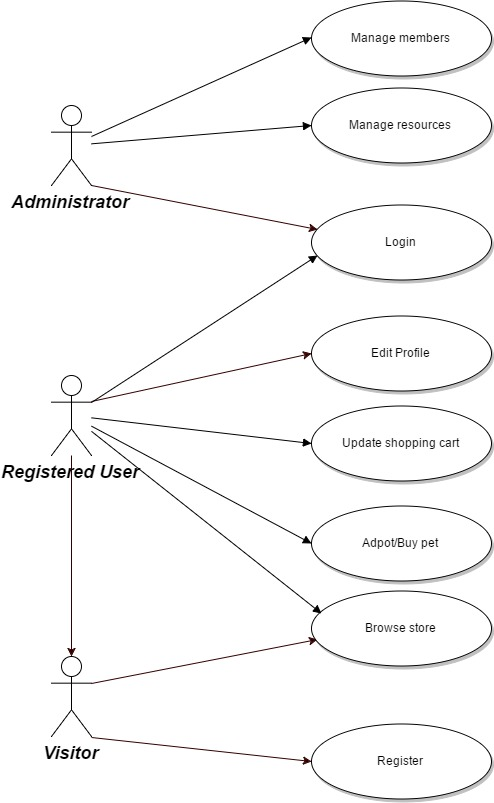 Manage members
Manage resources
Administrator
Login
Edit Profile
Update shopping cart
Registered User
Adpot/Buy pet
Browse store
Visitor
Register